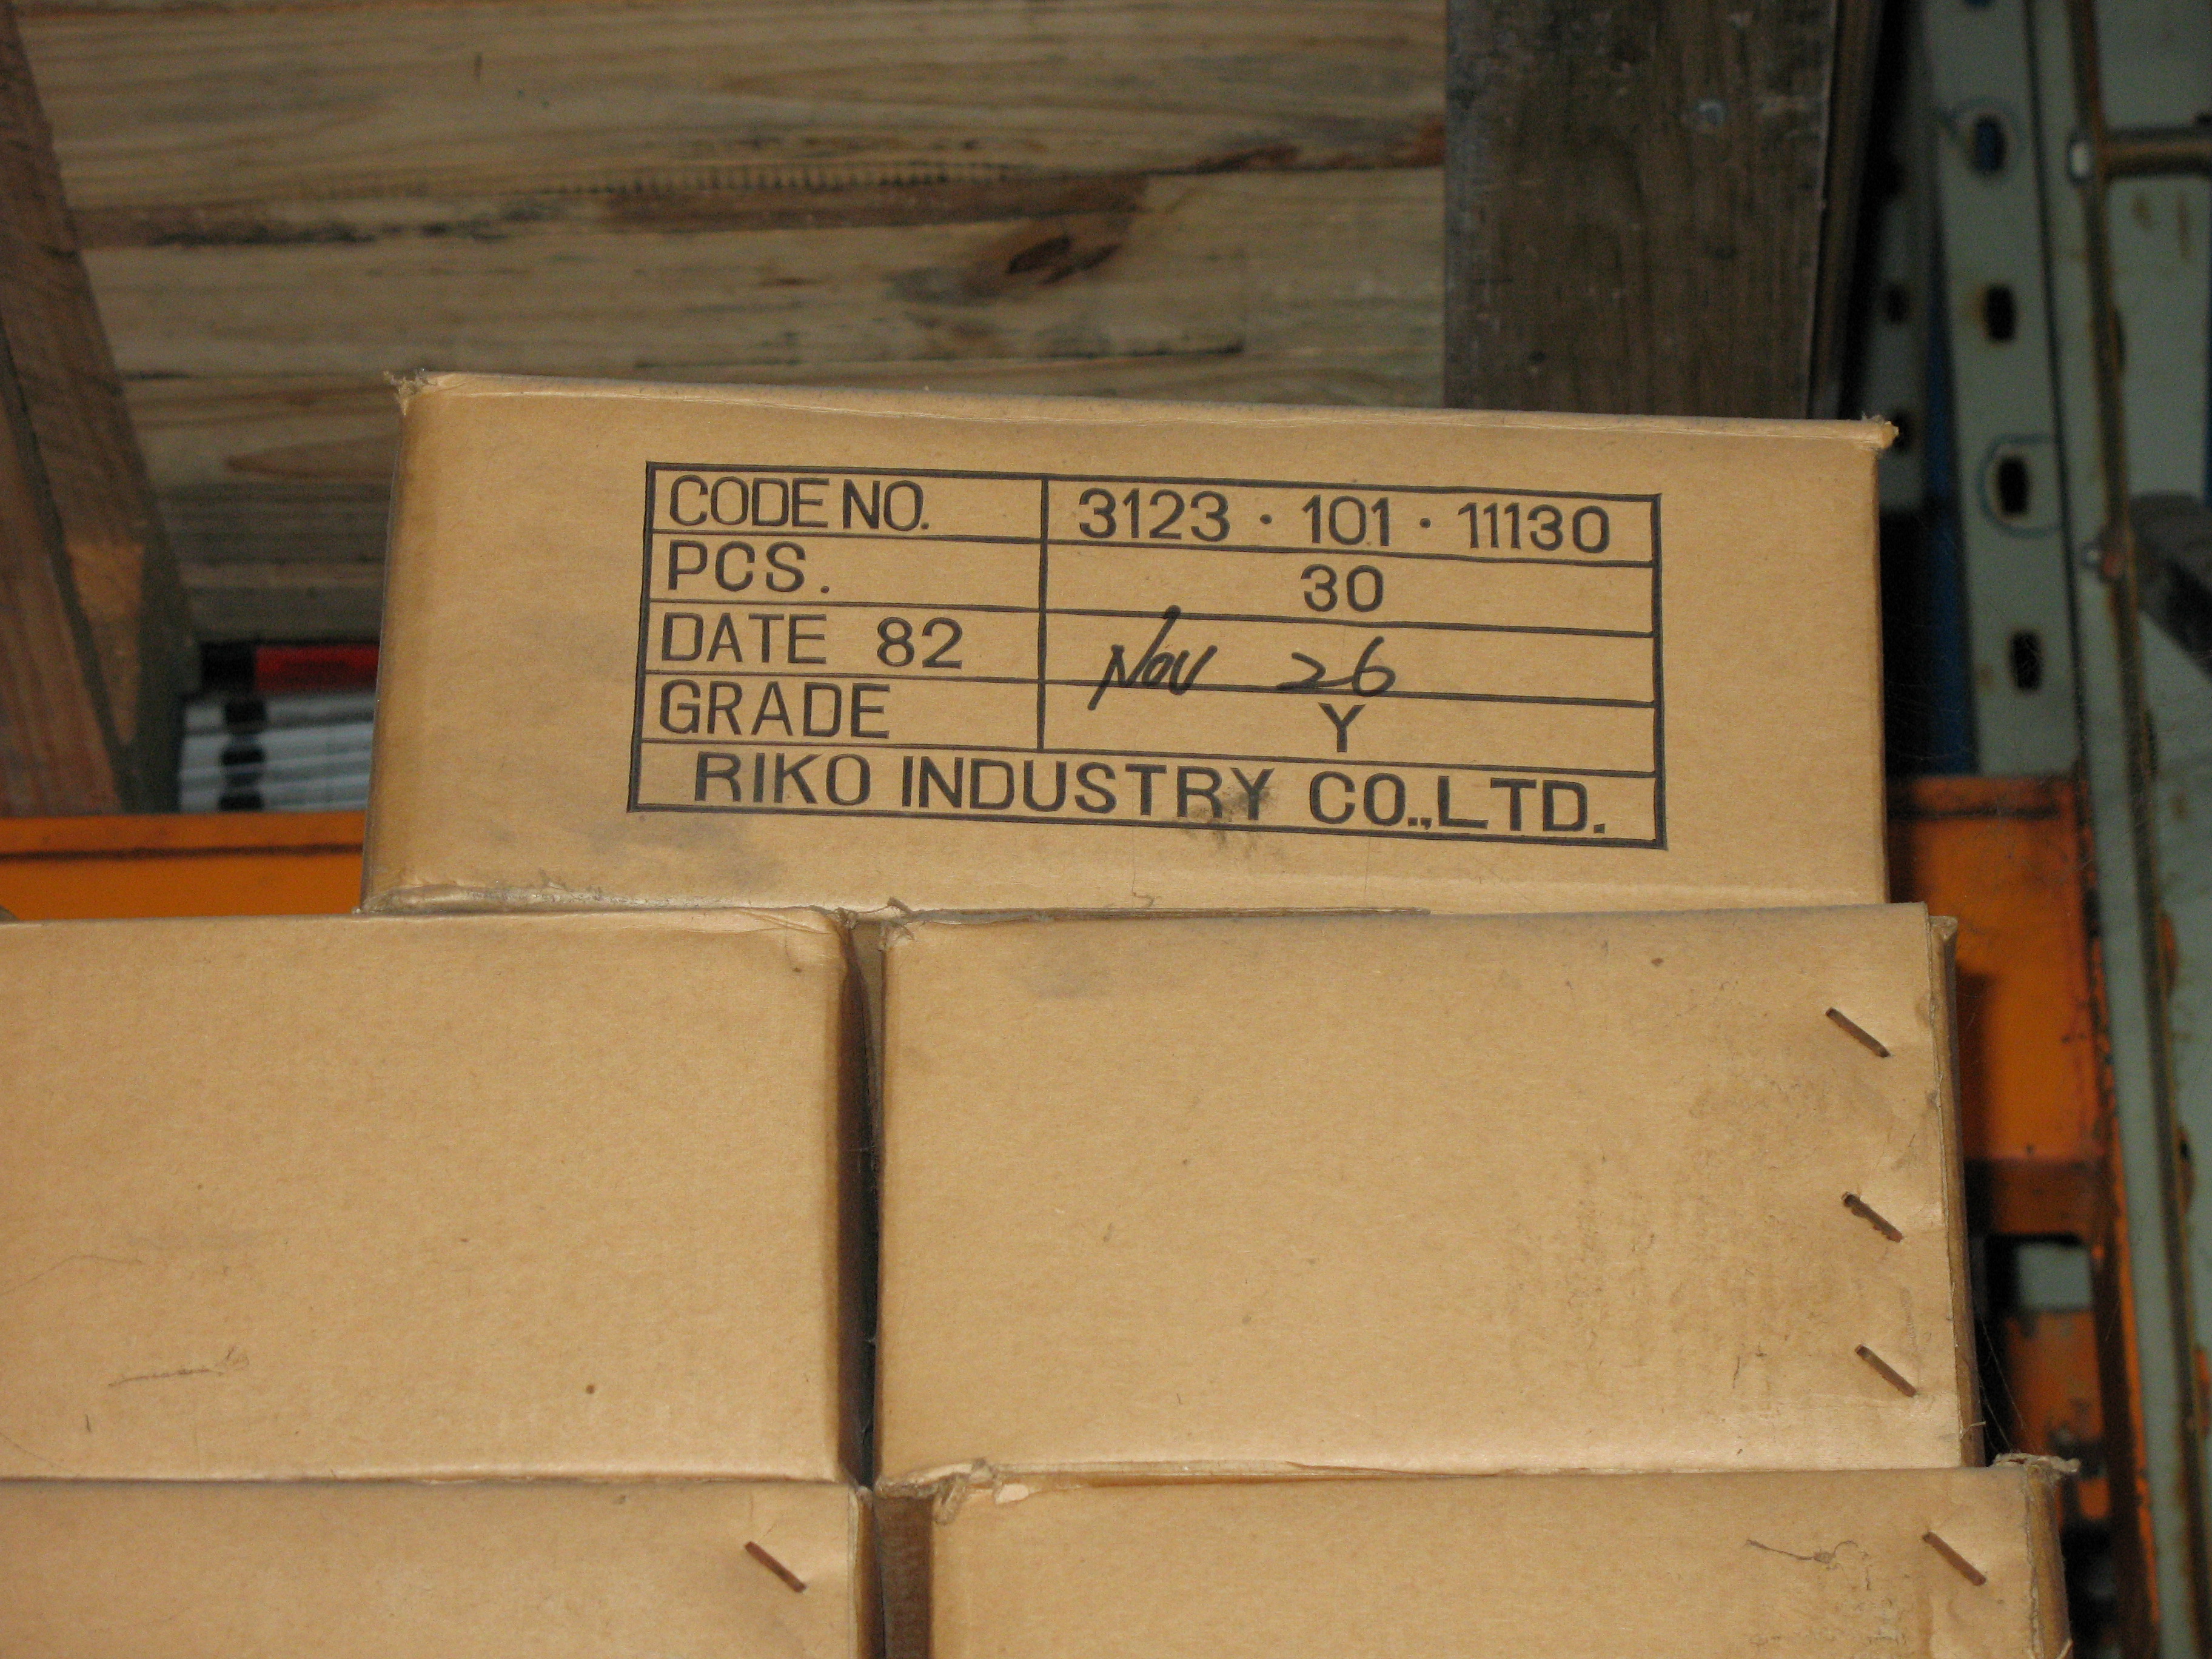 CODE NO. 3123 · 101 · 11130
PCS. 30
DATE 82 Nov 26
GRADE Y
RIKO INDUSTRY CO.,LTD.